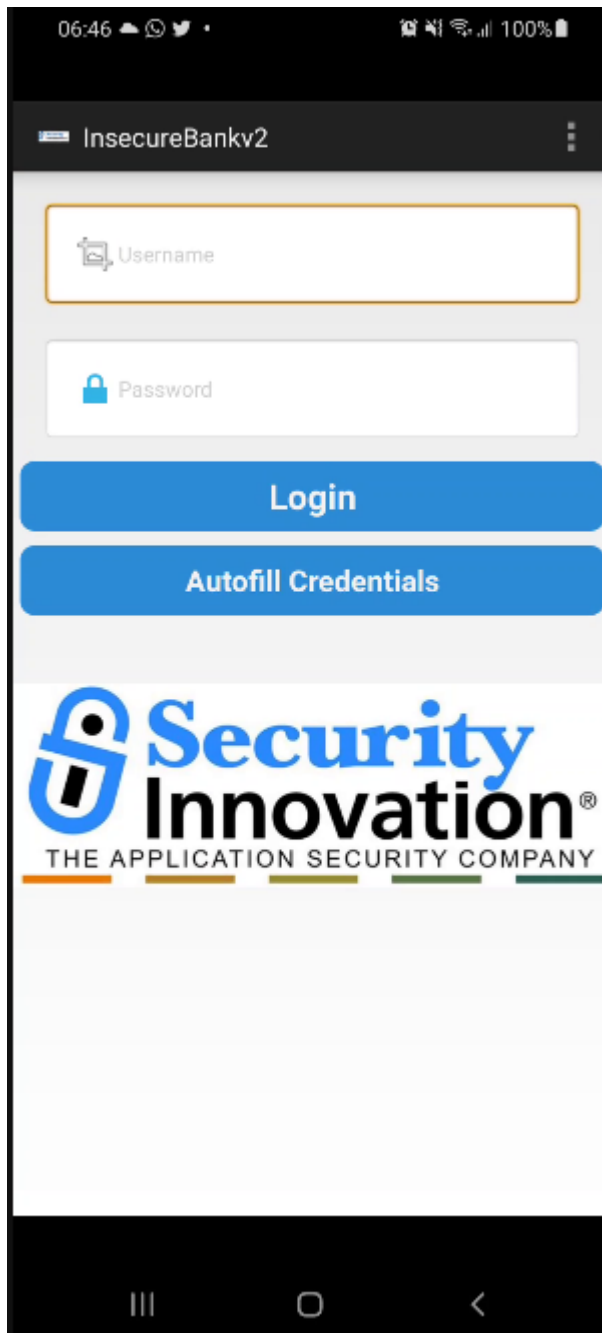 06:46 100%
InsecureBankv2
Username
Password
Login
Autofill Credentials
Security
Innovation®
THE APPLICATION SECURITY COMPANY